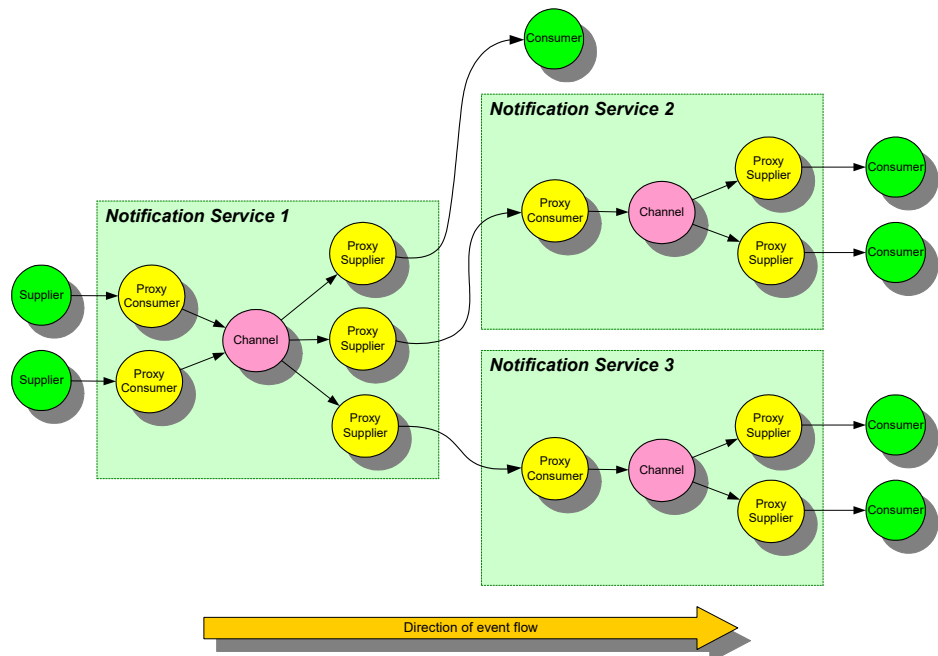 Consumer
Notification Service 2
Proxy
Supplier
Consumer
Proxy
Consumer
Channel
Proxy
Supplier
Consumer
Notification Service 1
Proxy
Supplier
Supplier
Proxy
Consumer
Channel
Proxy
Supplier
Supplier
Proxy
Consumer
Proxy
Supplier
Notification Service 3
Proxy
Supplier
Consumer
Proxy
Consumer
Channel
Proxy
Supplier
Consumer
Direction of event flow